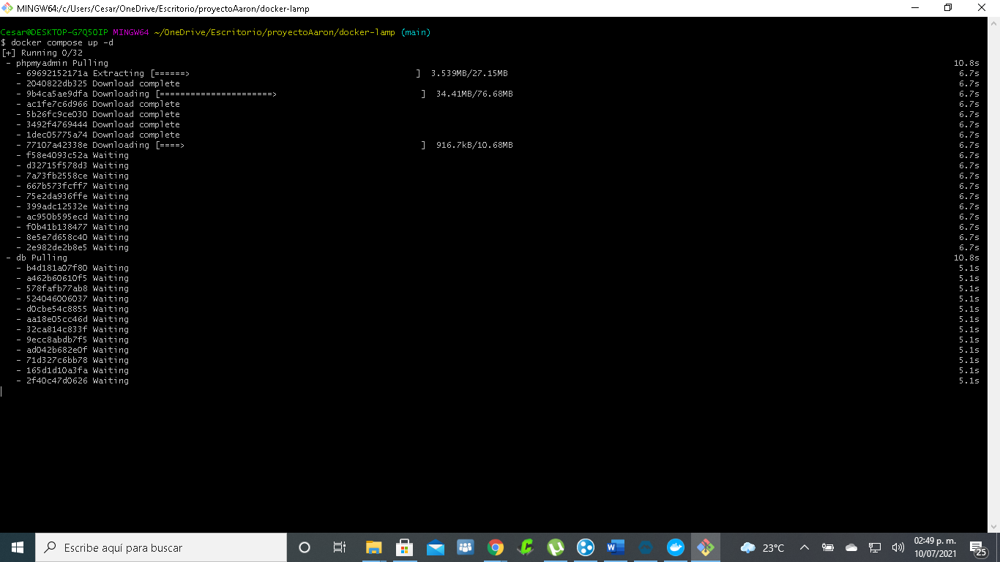 MINGW64:/c/Users/Cesar/OneDrive/Escritorio/proyectoAaron/docker-lamp
Cesar@DESKTOP-G7Q5OIP MINGW64 ~/OneDrive/Escritorio/proyectoAaron/docker-lamp (main)
$ docker compose up -d
[+] Running 0/32
- phpmyadmin Pulling 10.8s
- 69692152171a Extracting [======> ] 3.539MB/27.15MB 6.7s
- 2040822db325 Download complete 6.7s
- 9b4ca5ae9dfa Downloading [======================> ] 34.41MB/76.68MB 6.7s
- ac1fe7c6d966 Download complete 6.7s
- 5b26fc9ce030 Download complete 6.7s
- 3492f4769444 Download complete 6.7s
- 1dec05775a74 Download complete 6.7s
- 77107a42338e Downloading [====> ] 916.7kB/10.68MB 6.7s
- f58e4093c52a Waiting 6.7s
- d32715f578d3 Waiting 6.7s
- 7a73fb2558ce Waiting 6.7s
- 667b573fcff7 Waiting 6.7s
- 75e2da936ffe Waiting 6.7s
- 399adc12532e Waiting 6.7s
- ac950b595ecd Waiting 6.7s
- f0b41b138477 Waiting 6.7s
- 8e5e7d658c40 Waiting 6.7s
- 2e982de2b8e5 Waiting 6.7s
- db Pulling 10.8s
- b4d181a07f80 Waiting 5.1s
- a462b60610f5 Waiting 5.1s
- 578fafb77ab8 Waiting 5.1s
- 524046006037 Waiting 5.1s
- d0cbe54c8855 Waiting 5.1s
- aa18e05cc46d Waiting 5.1s
- 32ca814c833f Waiting 5.1s
- 9ecc8abdb7f5 Waiting 5.1s
- ad042b682e0f Waiting 5.1s
- 71d327c6bb78 Waiting 5.1s
- 165d1d10a3fa Waiting 5.1s
- 2f40c47d0626 Waiting 5.1s
Escribe aquí para buscar
23°C
02:49 p. m.
10/07/2021
25